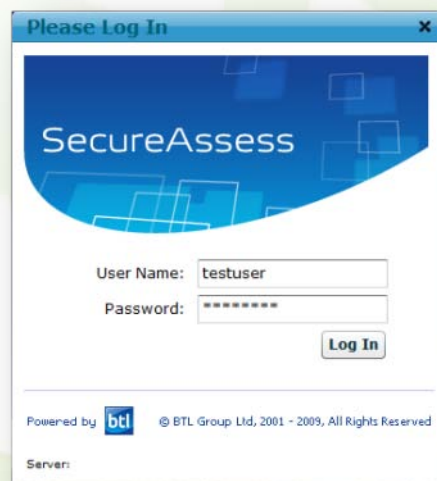 Please Log In
SecureAssess
User Name: testuser
Password: ********
Log In
Powered by btl © BTL Group Ltd, 2001 - 2009, All Rights Reserved
Server: